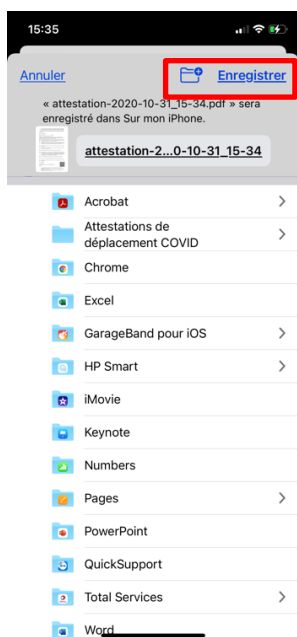 15:35
Annuler
Enregistrer
« attestation-2020-10-31_15-34.pdf » sera
enregistré dans Sur mon iPhone.
attestation-2...0-10-31_15-34
Acrobat
Attestations de
déplacement COVID
Chrome
Excel
GarageBand pour iOS
HP Smart
iMovie
Keynote
Numbers
Pages
PowerPoint
QuickSupport
Total Services
Word